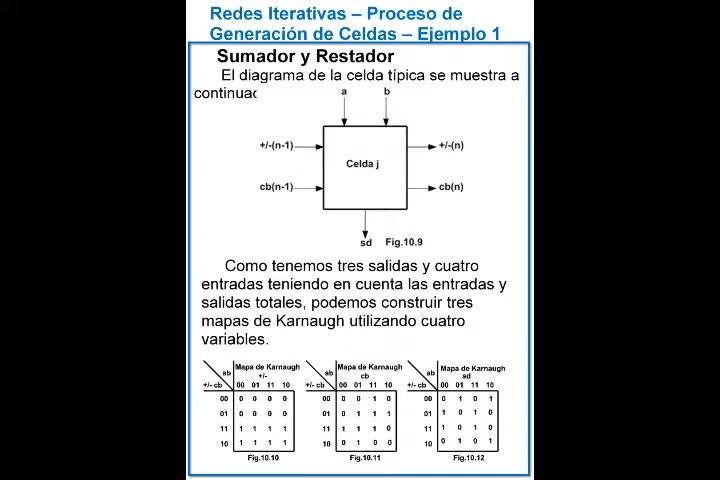 Redes Iterativas – Proceso de
Generación de Celdas – Ejemplo 1
Sumador y Restador
El diagrama de la celda típica se muestra a
continuac
a b
+/-(n-1) +/-(n)
Celda j
cb(n-1) cb(n)
sd Fig.10.9
Como tenemos tres salidas y cuatro
entradas teniendo en cuenta las entradas y
salidas totales, podemos construir tres
mapas de Karnaugh utilizando cuatro
variables.
ab Mapa de Karnaugh
+/-
+/- cb 00 01 11 10
00 0 0 0 0
01 0 0 0 0
11 1 1 1 1
10 1 1 1 1
Fig.10.10
ab Mapa de Karnaugh
cb
+/- cb 00 01 11 10
00 0 0 1 0
01 0 1 1 1
11 1 1 1 0
10 0 1 0 0
Fig.10.11
ab Mapa de Karnaugh
sd
+/- cb 00 01 11 10
00 0 1 0 1
01 1 0 1 0
11 1 0 1 0
10 0 1 0 1
Fig.10.12